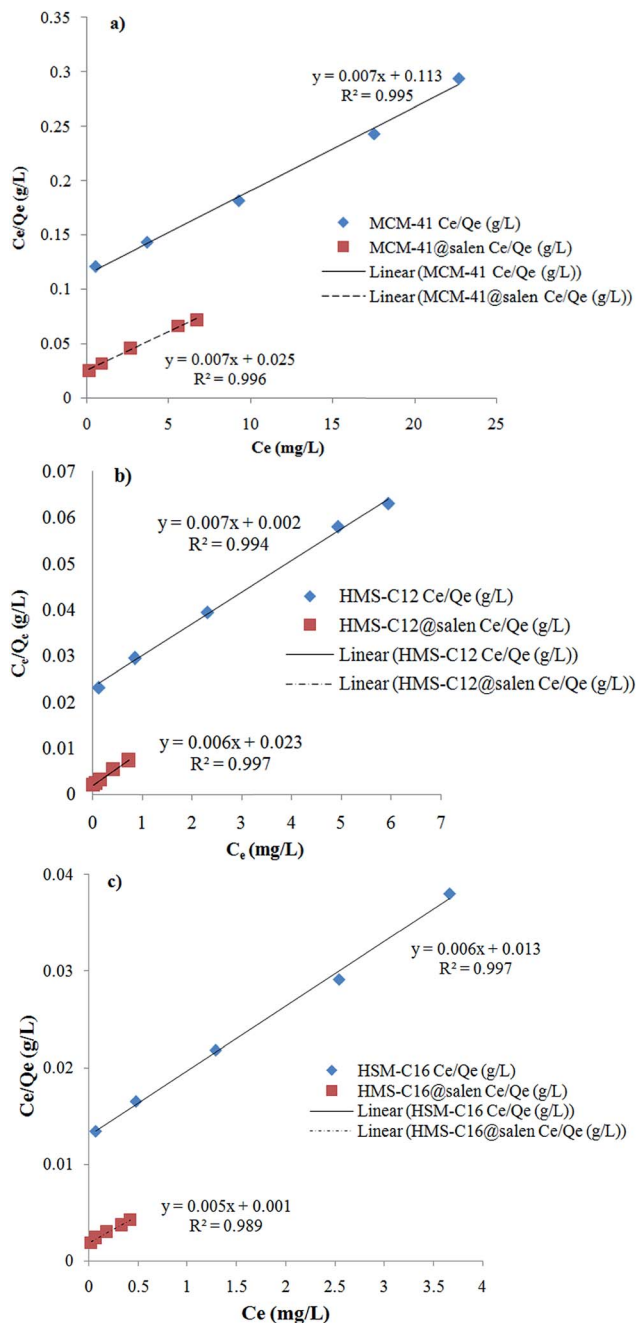 a)
0.35
y = 0.007x + 0.113
R² = 0.995
0.3
0.25
Ce/Qe (g/L)
0.2
MCM-41 Ce/Qe (g/L)
0.15
MCM-41@salen Ce/Qe (g/L)
Linear (MCM-41 Ce/Qe (g/L))
0.1
Linear (MCM-41@salen Ce/Qe (g/L))
0.05
y = 0.007x + 0.025
R² = 0.996
0
0 5 10 15 20 25
Ce (mg/L)
b)
0.07
0.06
y = 0.007x + 0.002
R² = 0.994
0.05
Cₑ/Qₑ (g/L)
HMS-C12 Ce/Qe (g/L)
0.04
HMS-C12@salen Ce/Qe (g/L)
0.03
Linear (HMS-C12 Ce/Qe (g/L))
Linear (HMS-C12@salen Ce/Qe (g/L))
0.02
y = 0.006x + 0.023
R² = 0.997
0.01
0
0 1 2 3 4 5 6 7
Cₑ (mg/L)
c)
0.04
y = 0.006x + 0.013
R² = 0.997
0.03
Ce/Qe (g/L)
0.02
HSM-C16 Ce/Qe (g/L)
HMS-C16@salen Ce/Qe (g/L)
Linear (HSM-C16 Ce/Qe (g/L))
Linear (HMS-C16@salen Ce/Qe (g/L))
0.01
y = 0.005x + 0.001
R² = 0.989
0
0 0.5 1 1.5 2 2.5 3 3.5 4
Ce (mg/L)